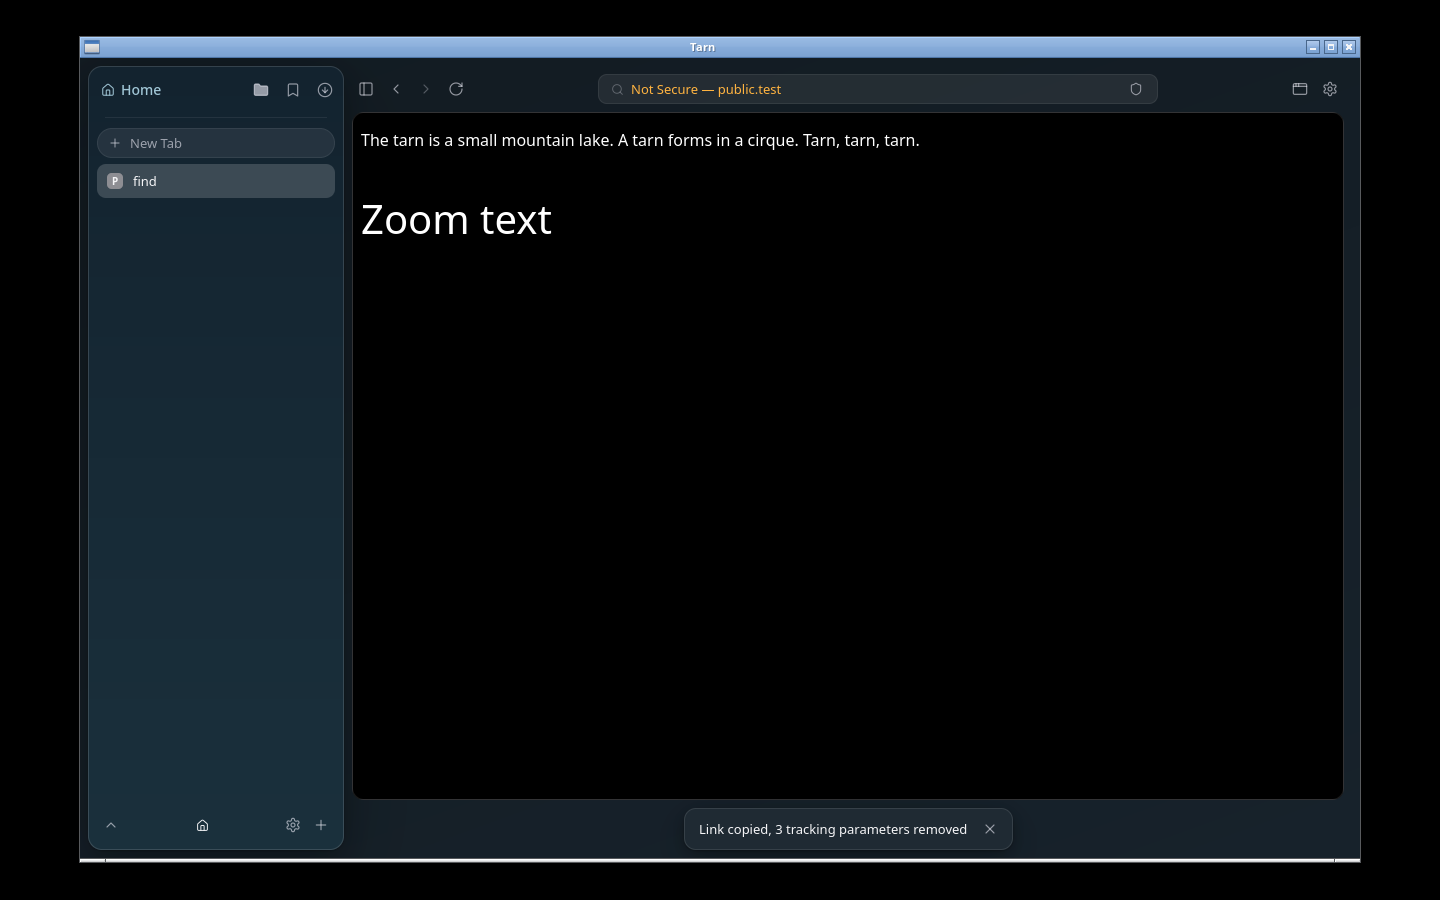 Tarn
Home
Not Secure — public.test
New Tab
P find
The tarn is a small mountain lake. A tarn forms in a cirque. Tarn, tarn, tarn.
Zoom text
Link copied, 3 tracking parameters removed